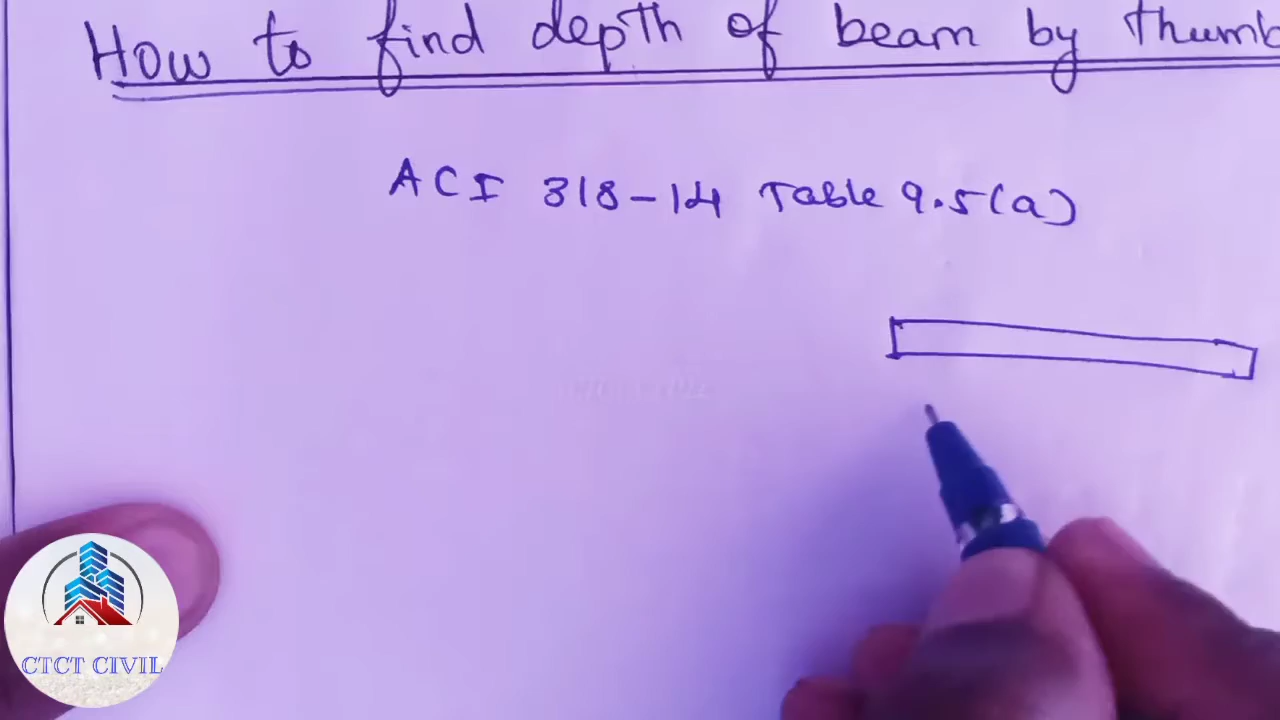 How to find depth of beam by thumb
ACI 318-14 Table 9.5(a)
CTCT CIVIL